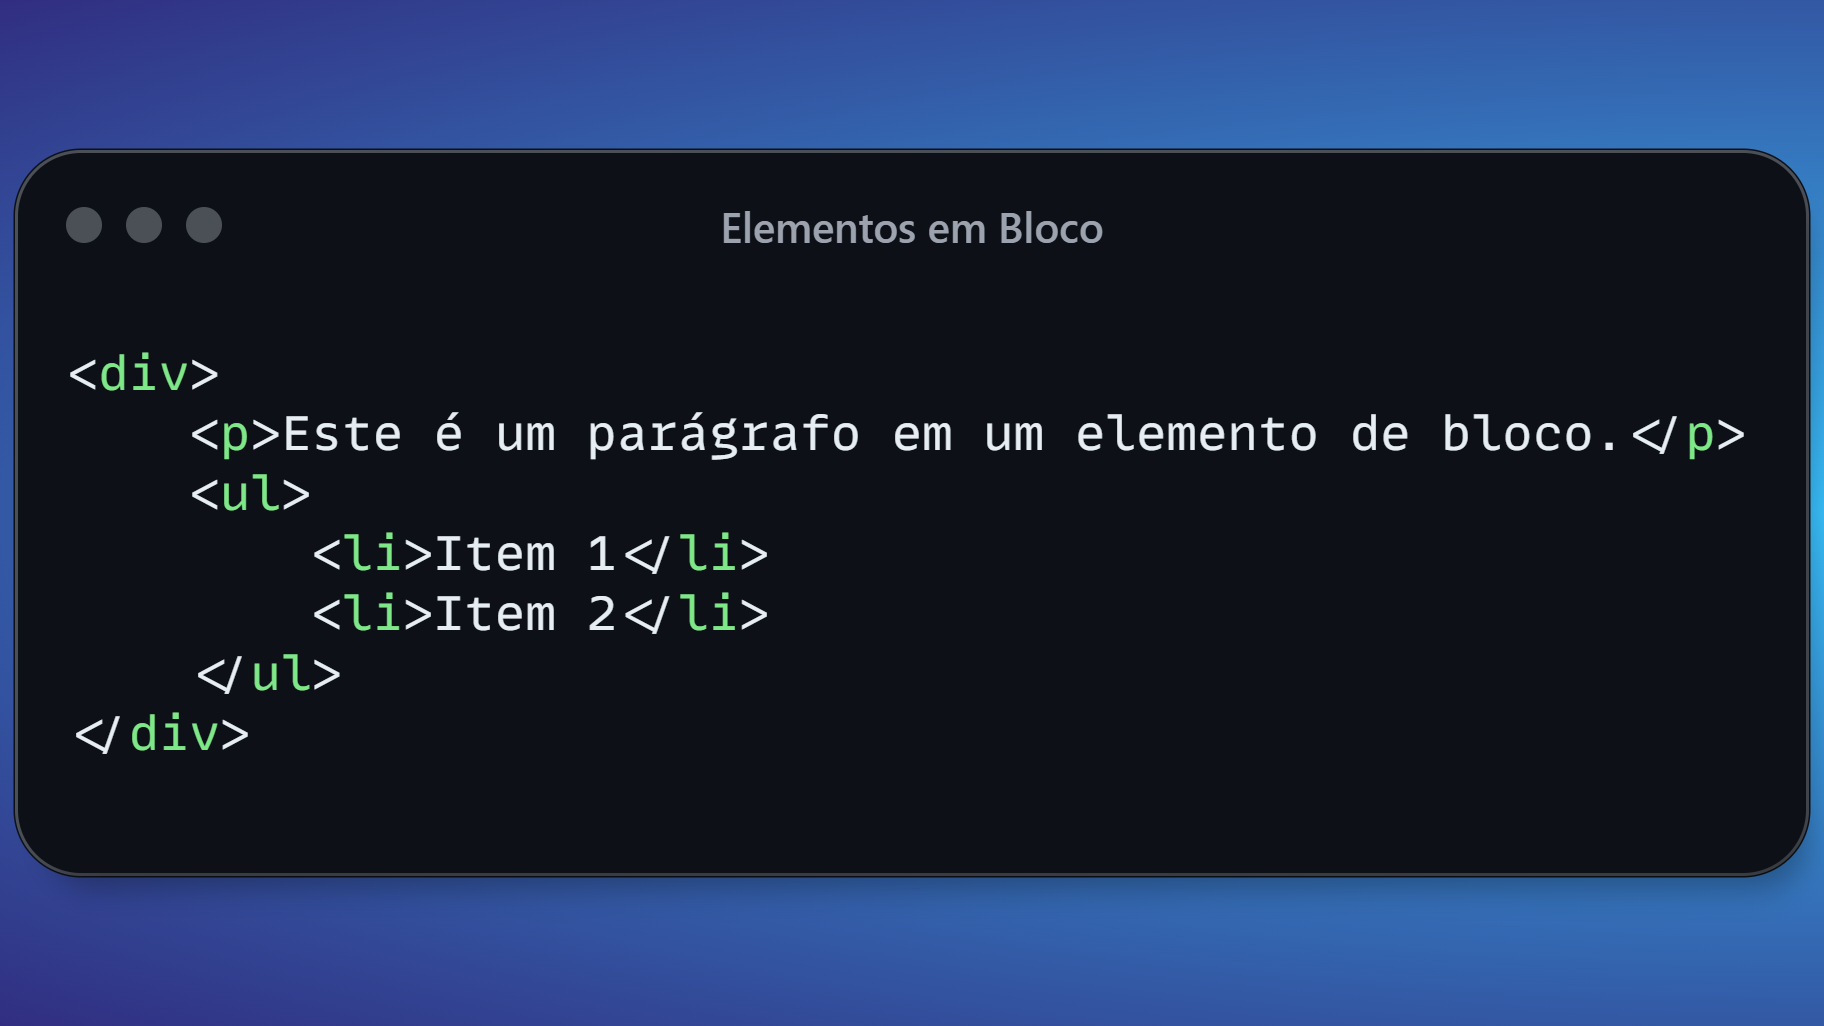 Elementos em Bloco
<div>
    <p>Este é um parágrafo em um elemento de bloco.</p>
    <ul>
        <li>Item 1</li>
        <li>Item 2</li>
    </ul>
</div>